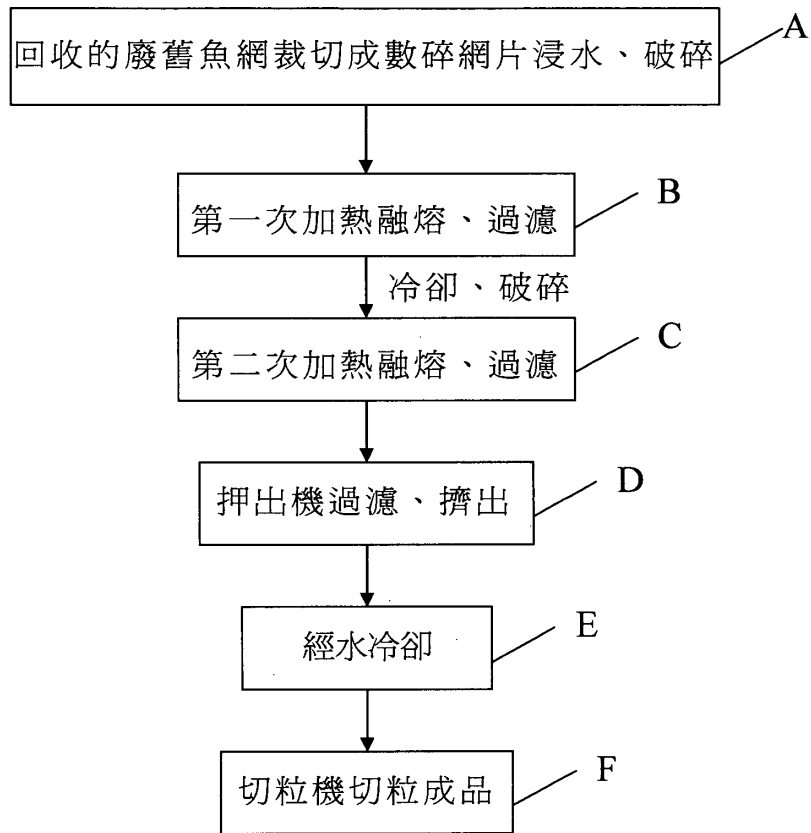 A
回收的廢舊魚網裁切成數碎網片浸水、破碎
B
第一次加熱融熔、過濾
冷卻、破碎
C
第二次加熱融熔、過濾
D
押出機過濾、擠出
E
經水冷卻
F
切粒機切粒成品